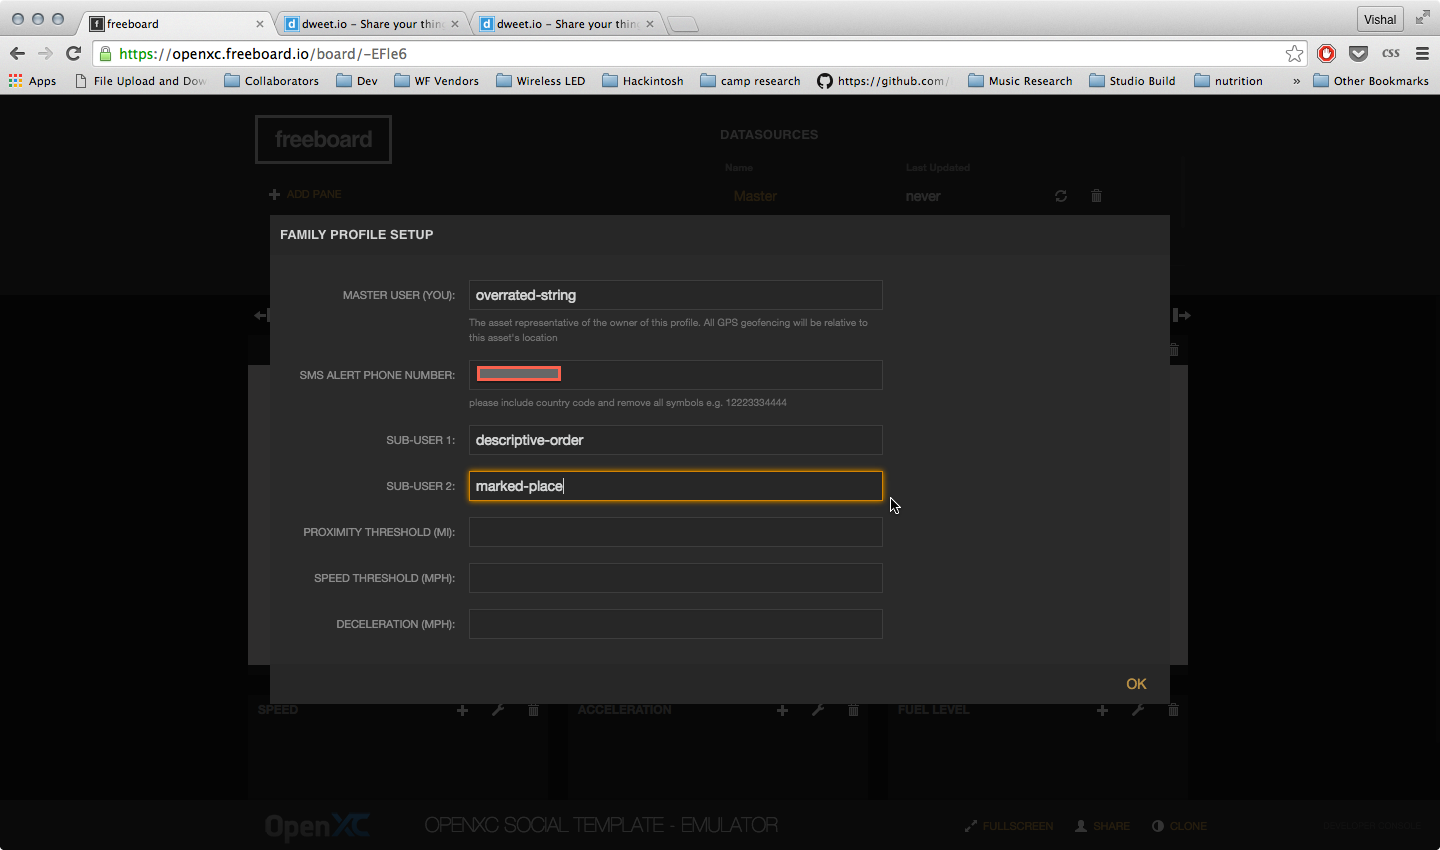 freeboard
dweet.io – Share your thin
dweet.io – Share your thin
Vishal
https://openxc.freeboard.io/board/-EFle6
css
Apps
File Upload and Dow
Collaborators
Dev
WF Vendors
Wireless LED
Hackintosh
camp research
https://github.com/
Music Research
Studio Build
nutrition
»
Other Bookmarks
freeboard
DATASOURCES
Name
Last Updated
ADD PANE
Master
never
FAMILY PROFILE SETUP
MASTER USER (YOU):
overrated-string
The asset representative of the owner of this profile. All GPS geofencing will be relative to
this asset's location
SMS ALERT PHONE NUMBER:
please include country code and remove all symbols e.g. 12223334444
SUB-USER 1:
descriptive-order
SUB-USER 2:
marked-place
PROXIMITY THRESHOLD (MI):
SPEED THRESHOLD (MPH):
DECELERATION (MPH):
OK
SPEED
ACCELERATION
FUEL LEVEL
OpenXC
OPENXC SOCIAL TEMPLATE - EMULATOR
FULLSCREEN
SHARE
CLONE